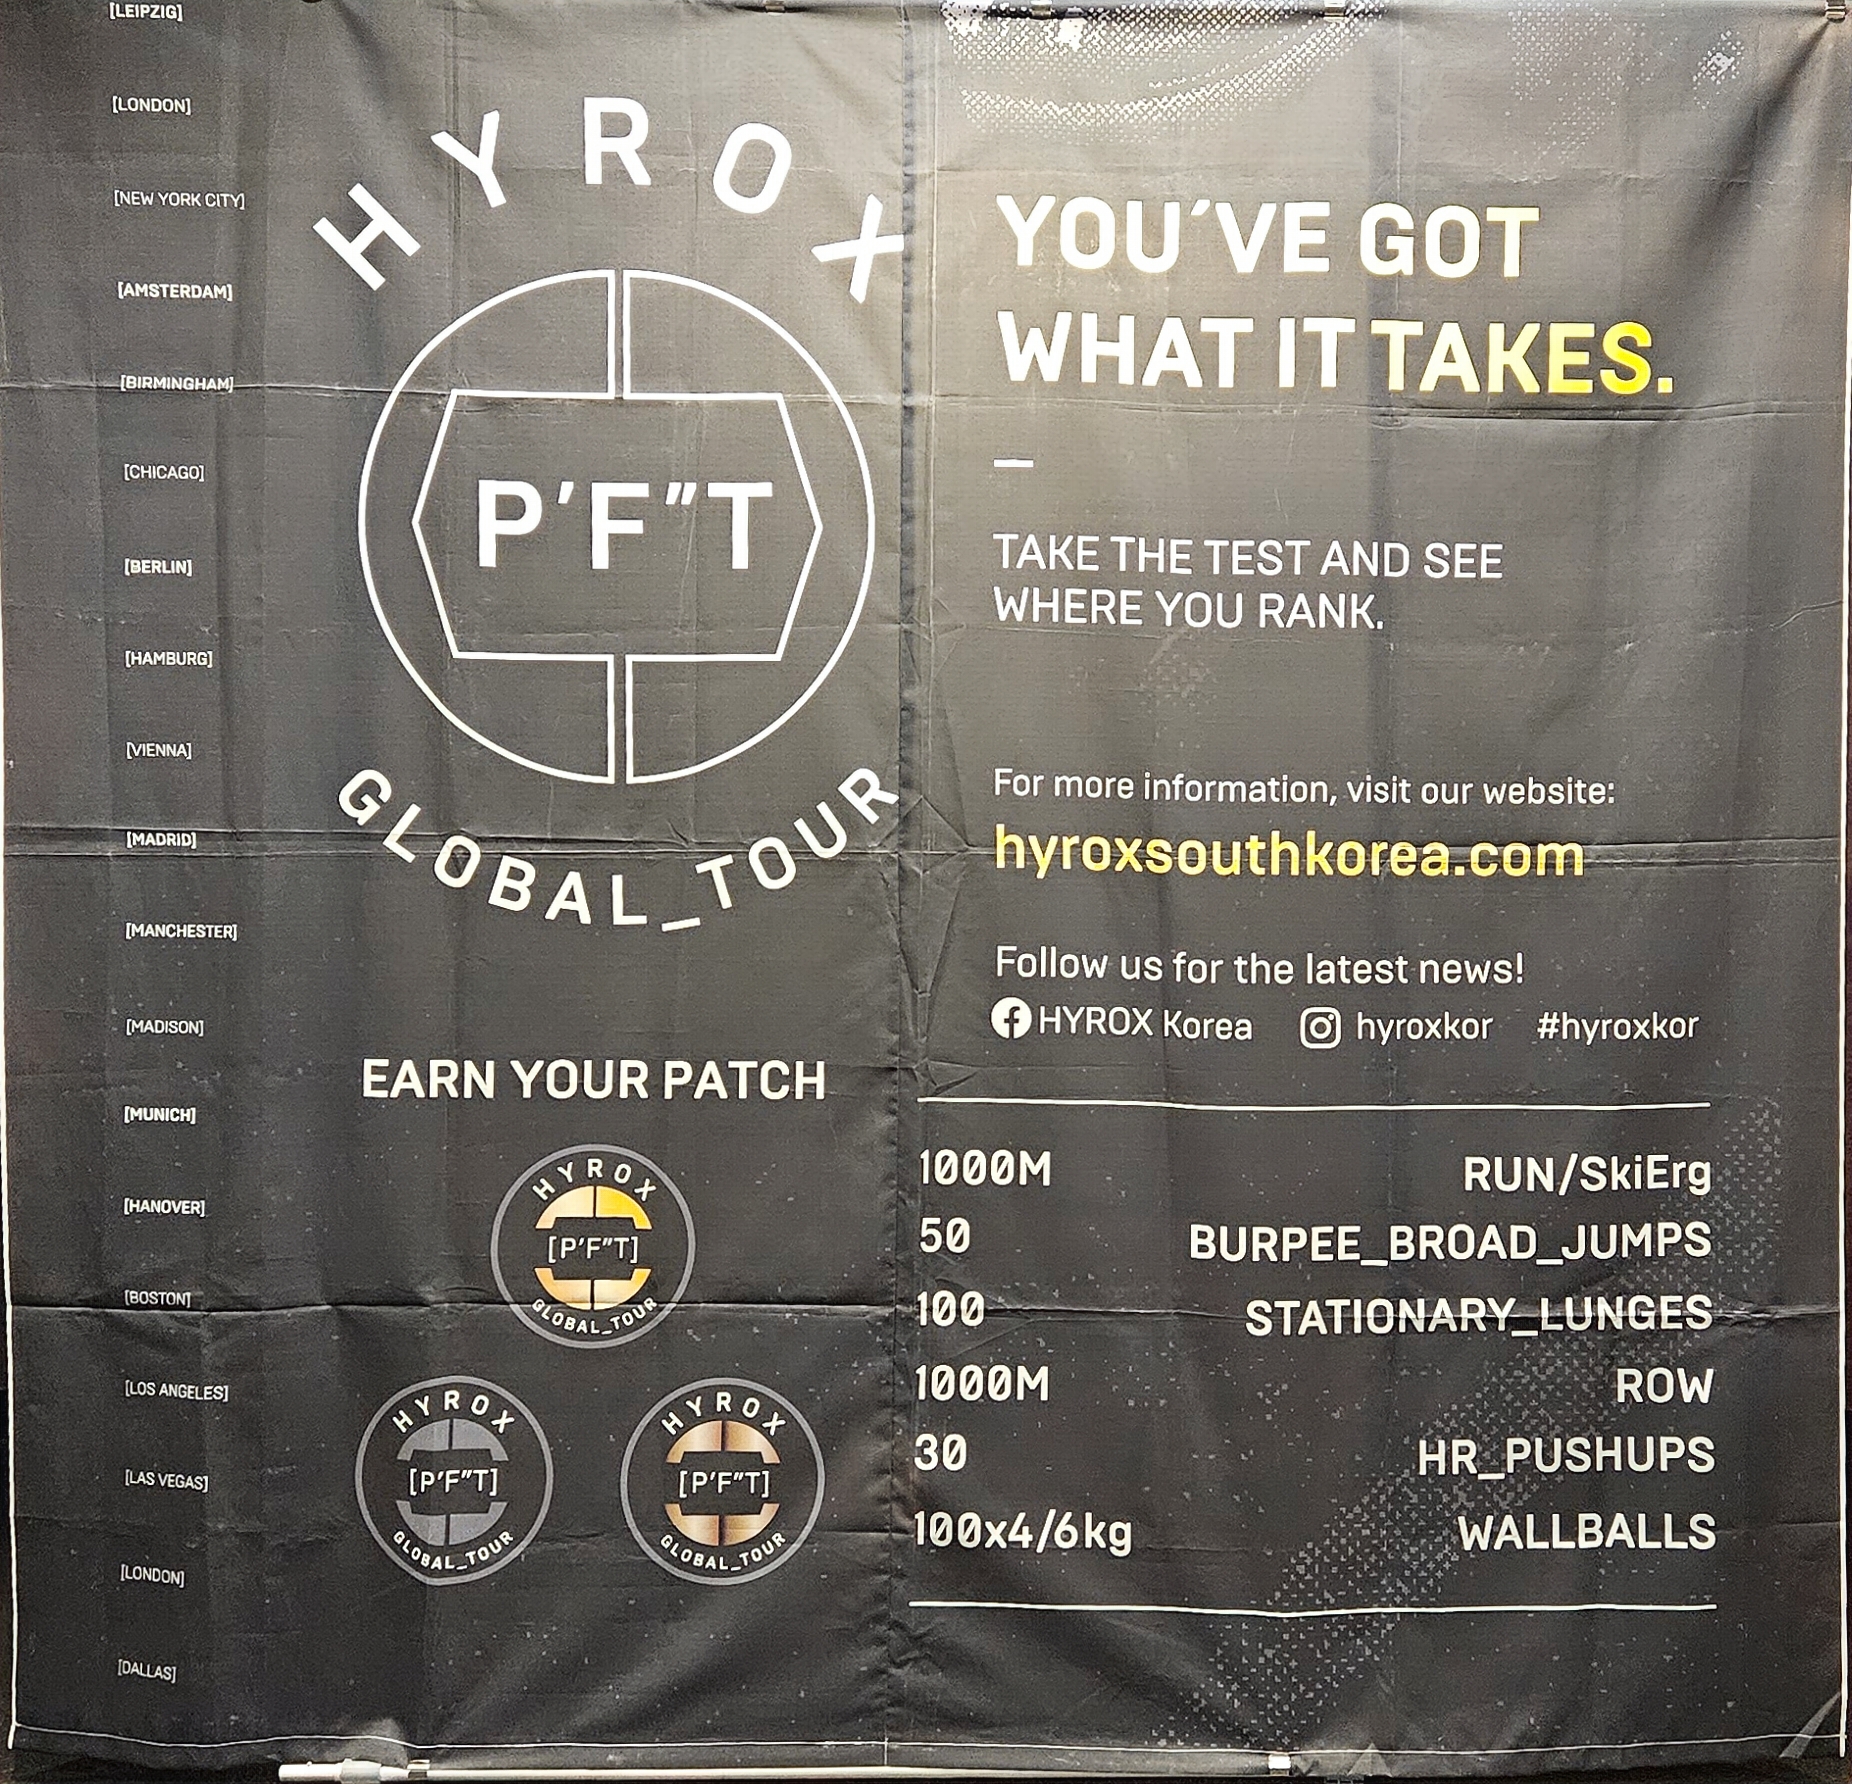 [LEIPZIG]
[LONDON]
[NEW YORK CITY]
[AMSTERDAM]
[BIRMINGHAM]
[CHICAGO]
[BERLIN]
[HAMBURG]
[VIENNA]
[MADRID]
[MANCHESTER]
[MADISON]
[MUNICH]
[HANOVER]
[BOSTON]
[LOS ANGELES]
[LAS VEGAS]
[LONDON]
[DALLAS]
HYROX
P'F"T
GLOBAL_TOUR
EARN YOUR PATCH
HYROX
[P'F"T]
GLOBAL_TOUR
HYROX
[P'F"T]
GLOBAL_TOUR
HYROX
[P'F"T]
GLOBAL_TOUR
YOU´VE GOT
WHAT IT TAKES.
TAKE THE TEST AND SEE
WHERE YOU RANK.
For more information, visit our website:
hyroxsouthkorea.com
Follow us for the latest news!
HYROX Korea hyroxkor #hyroxkor
1000M RUN/SkiErg
50 BURPEE_BROAD_JUMPS
100 STATIONARY_LUNGES
1000M ROW
30 HR_PUSHUPS
100x4/6kg WALLBALLS